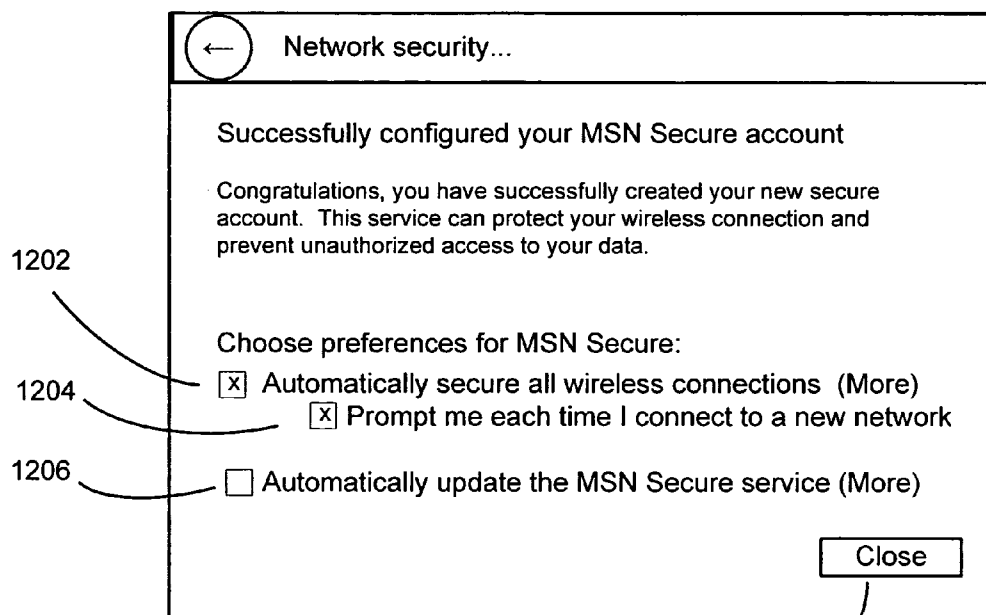 ← Network security...
Successfully configured your MSN Secure account
Congratulations, you have successfully created your new secure
account. This service can protect your wireless connection and
prevent unauthorized access to your data.
1202
Choose preferences for MSN Secure:
x Automatically secure all wireless connections (More)
1204
x Prompt me each time I connect to a new network
1206
Automatically update the MSN Secure service (More)
Close